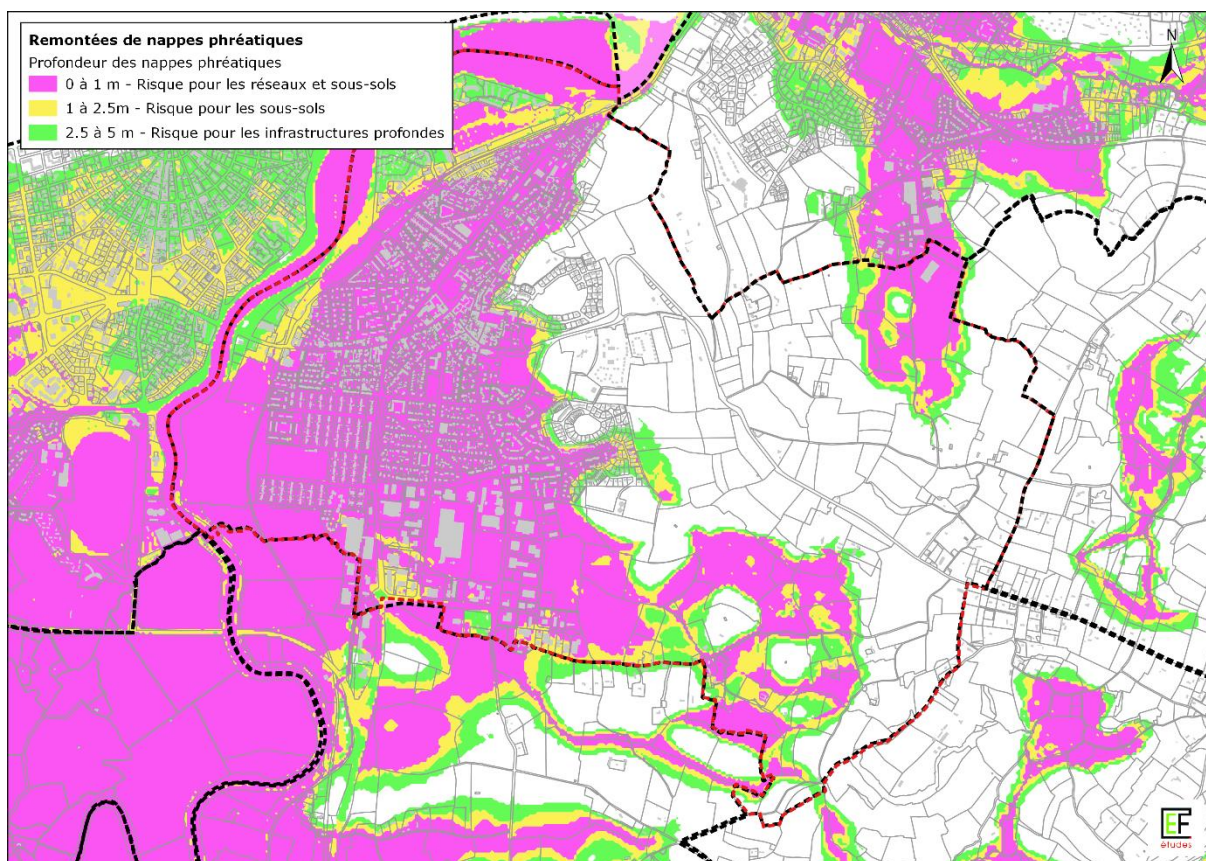 Remontées de nappes phréatiques
Profondeur des nappes phréatiques
0 à 1 m - Risque pour les réseaux et sous-sols
1 à 2.5m - Risque pour les sous-sols
2.5 à 5 m - Risque pour les infrastructures profondes
N
EF
études